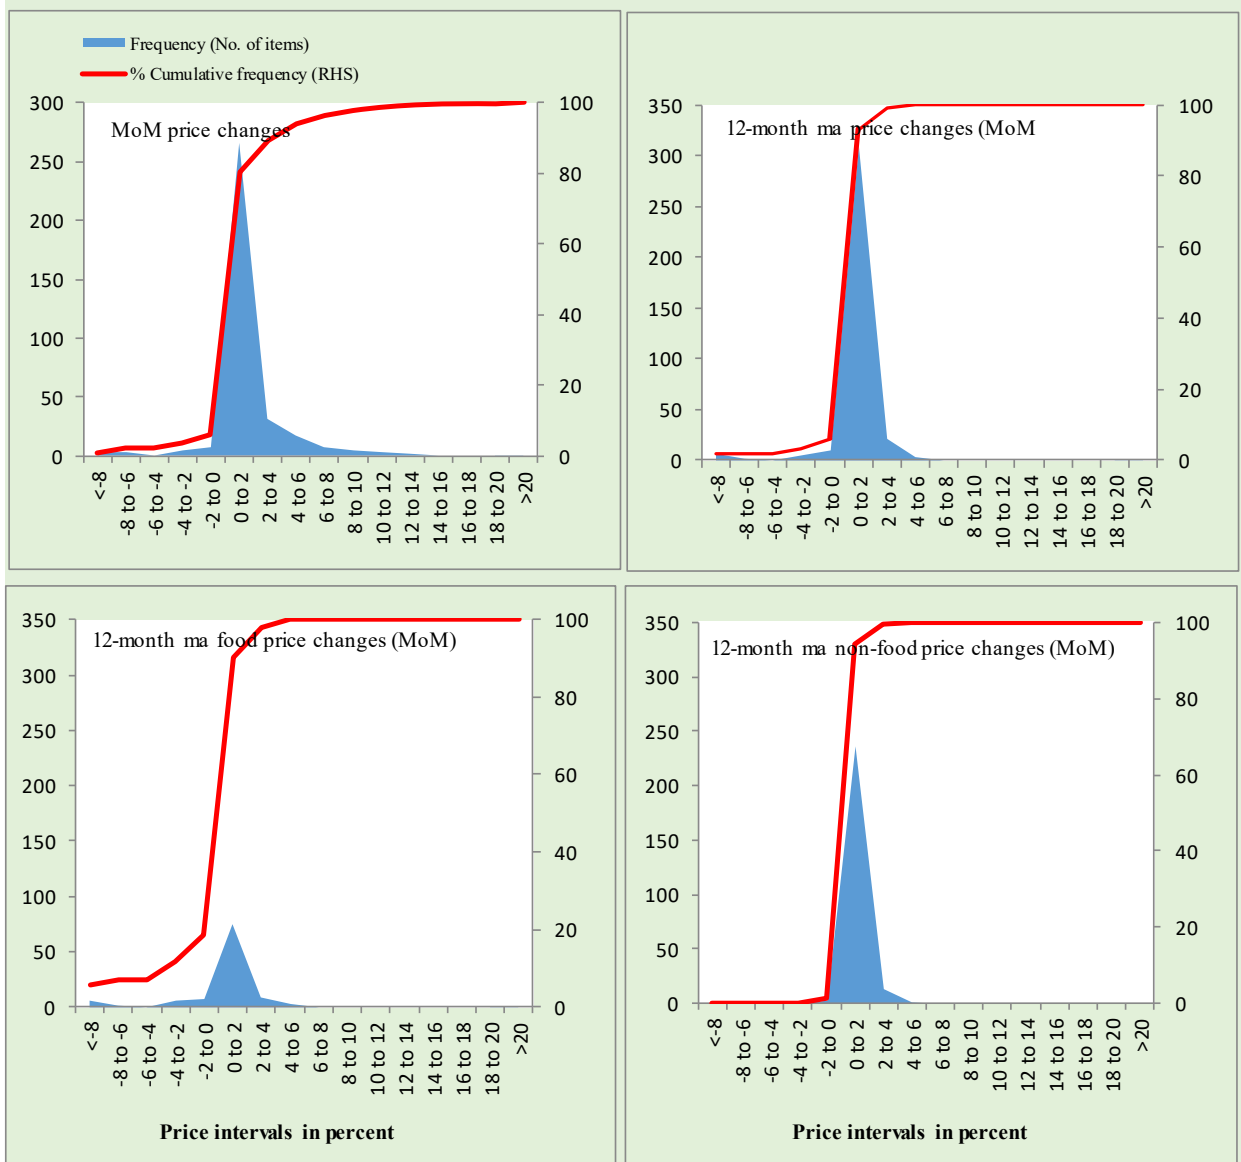 Frequency (No. of items)
% Cumulative frequency (RHS)
MoM price changes
300
250
200
150
100
50
0
100
80
60
40
20
0
<-8
-8 to -6
-6 to -4
-4 to -2
-2 to 0
0 to 2
2 to 4
4 to 6
6 to 8
8 to 10
10 to 12
12 to 14
14 to 16
16 to 18
18 to 20
>20
12-month ma price changes (MoM
350
300
250
200
150
100
50
0
100
80
60
40
20
0
<-8
-8 to -6
-6 to -4
-4 to -2
-2 to 0
0 to 2
2 to 4
4 to 6
6 to 8
8 to 10
10 to 12
12 to 14
14 to 16
16 to 18
18 to 20
>20
12-month ma food price changes (MoM)
350
300
250
200
150
100
50
0
100
80
60
40
20
0
<-8
-8 to -6
-6 to -4
-4 to -2
-2 to 0
0 to 2
2 to 4
4 to 6
6 to 8
8 to 10
10 to 12
12 to 14
14 to 16
16 to 18
18 to 20
>20
Price intervals in percent
12-month ma non-food price changes (MoM)
350
300
250
200
150
100
50
0
100
80
60
40
20
0
<-8
-8 to -6
-6 to -4
-4 to -2
-2 to 0
0 to 2
2 to 4
4 to 6
6 to 8
8 to 10
10 to 12
12 to 14
14 to 16
16 to 18
18 to 20
>20
Price intervals in percent